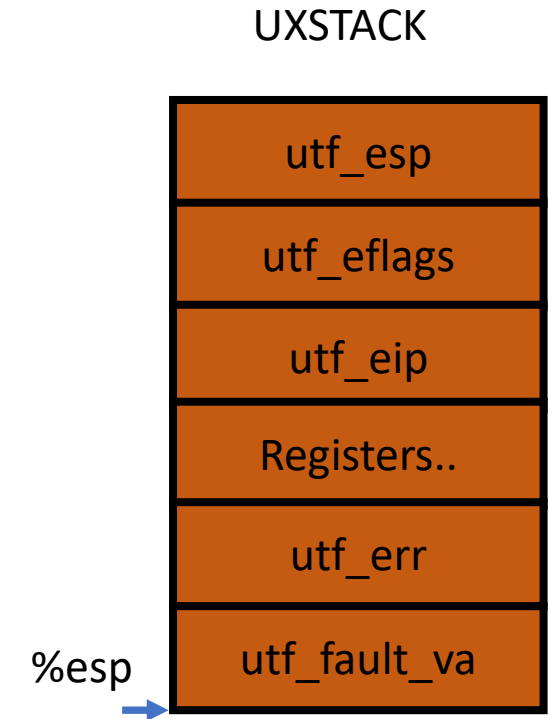 UXSTACK
utf_esp
utf_eflags
utf_eip
Registers..
utf_err
utf_fault_va
%esp